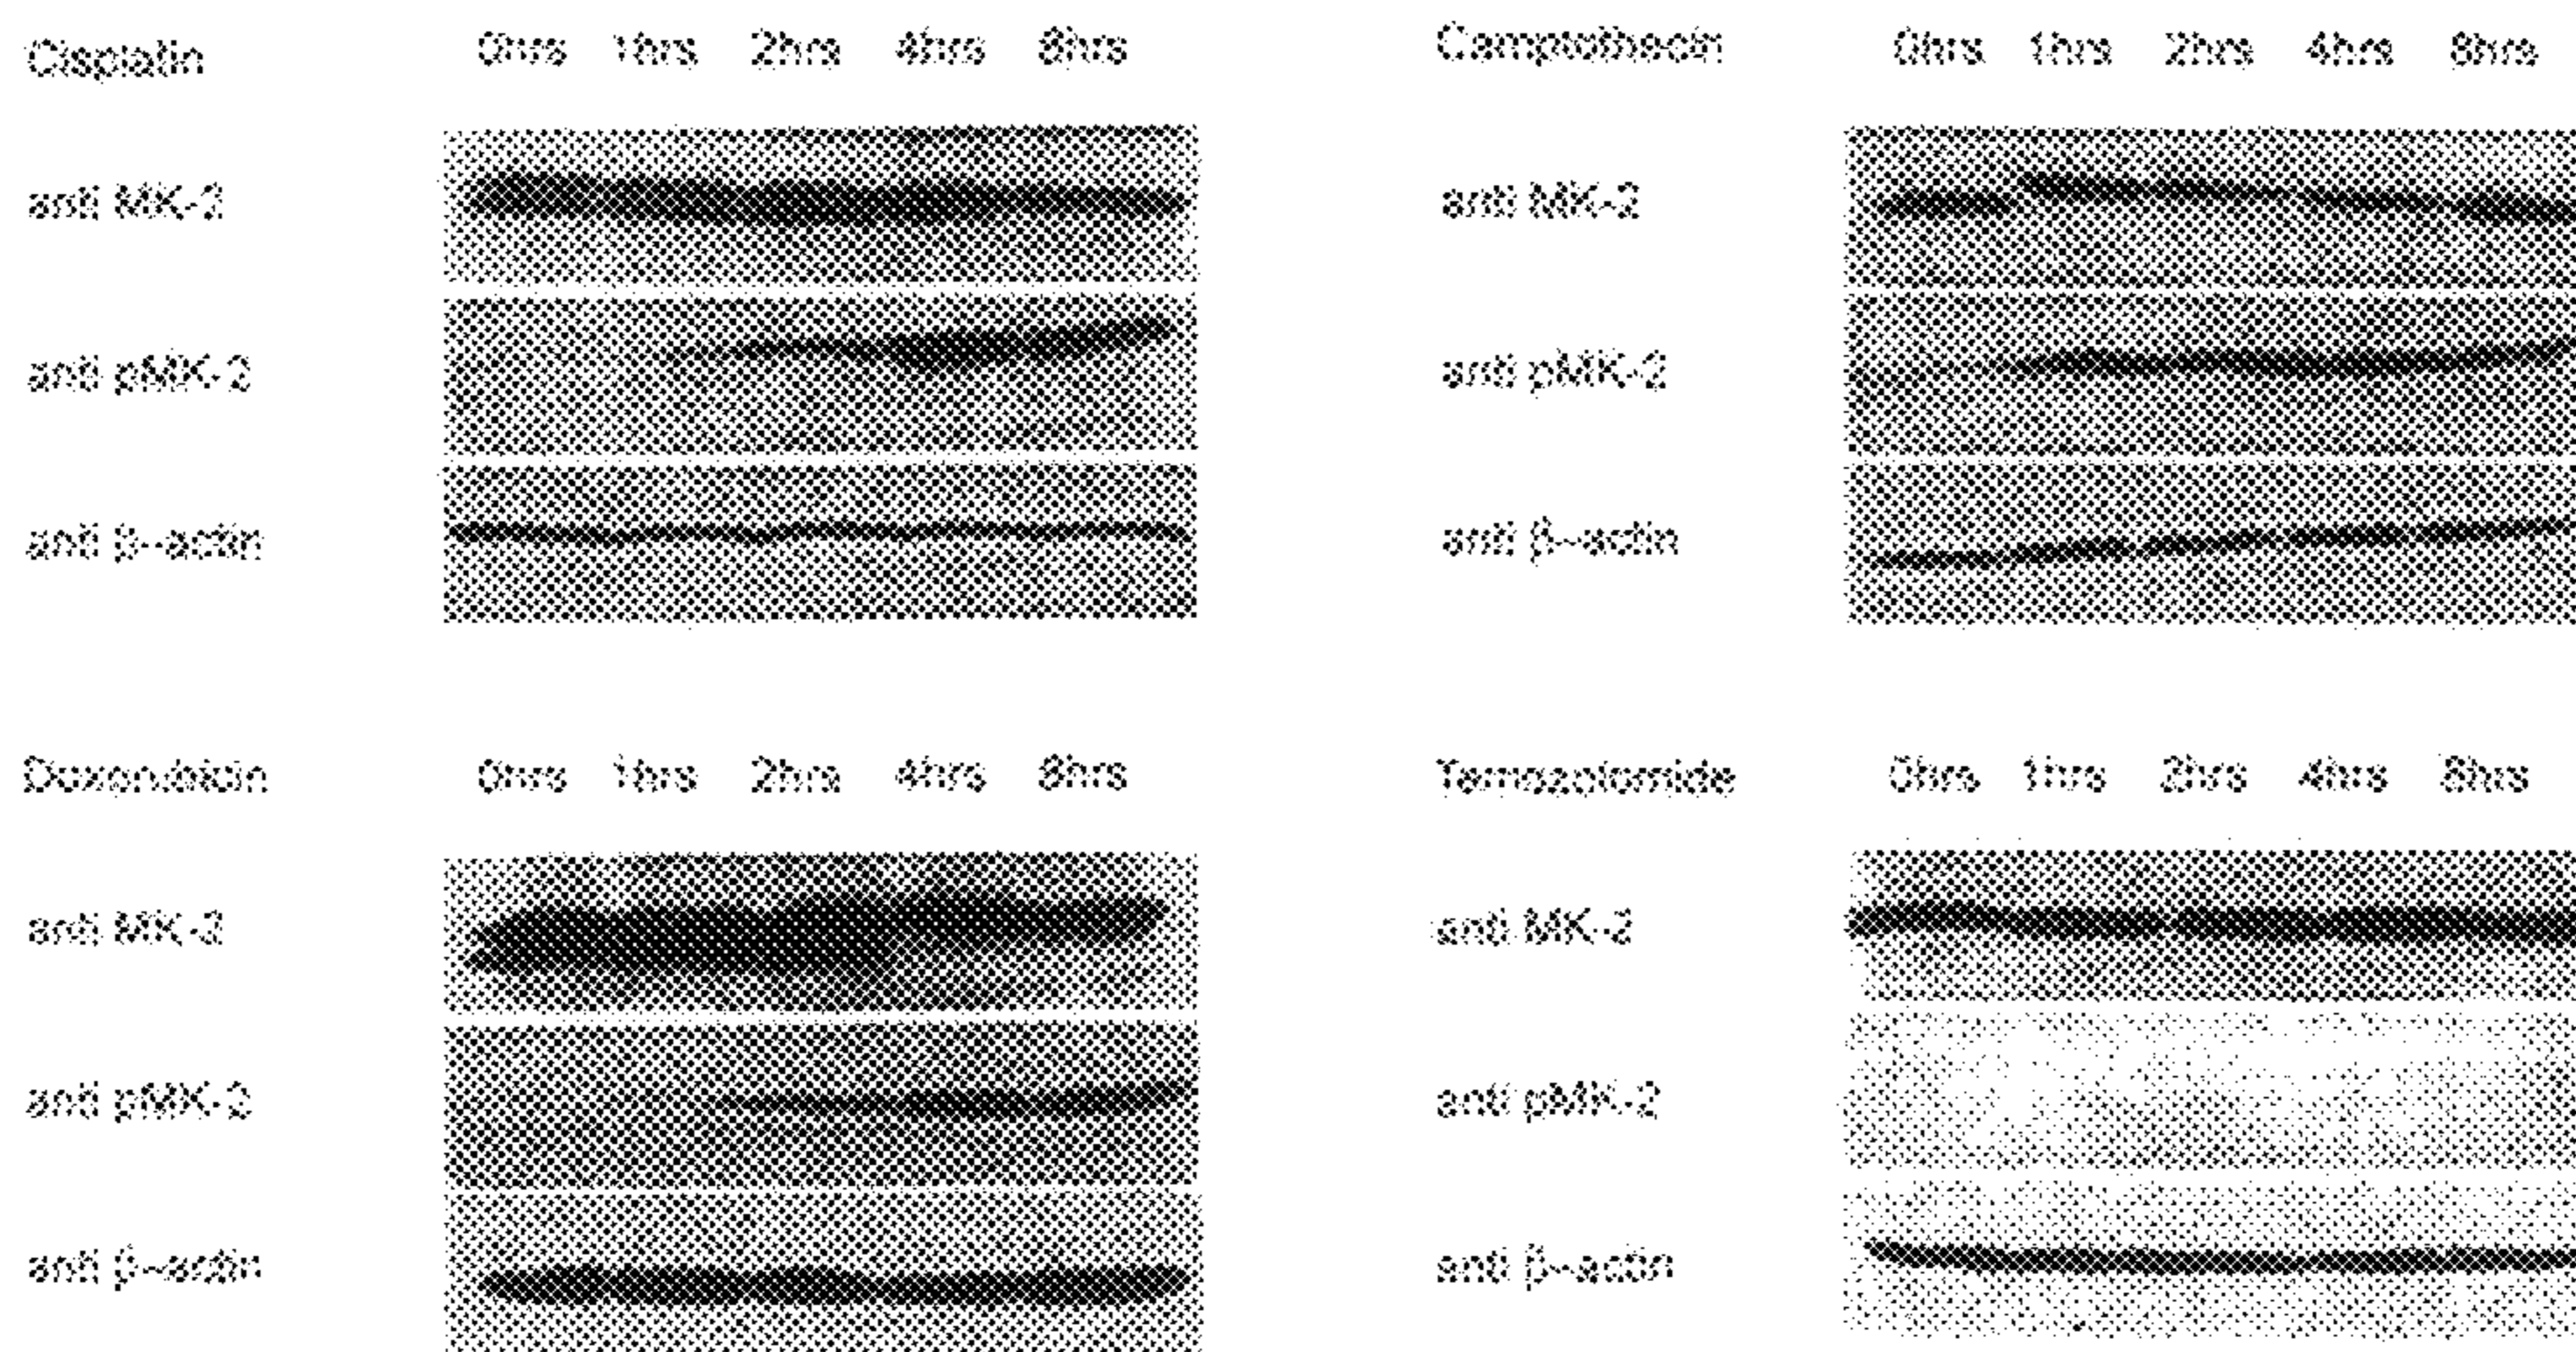 Cisplatin 0hrs 1hrs 2hrs 4hrs 8hrs
anti MK-2
anti pMK-2
anti β-actin
Camptothecin 0hrs 1hrs 2hrs 4hrs 8hrs
anti MK-2
anti pMK-2
anti β-actin
Doxorubicin 0hrs 1hrs 2hrs 4hrs 8hrs
anti MK-2
anti pMK-2
anti β-actin
Temozolomide 0hrs 1hrs 2hrs 4hrs 8hrs
anti MK-2
anti pMK-2
anti β-actin